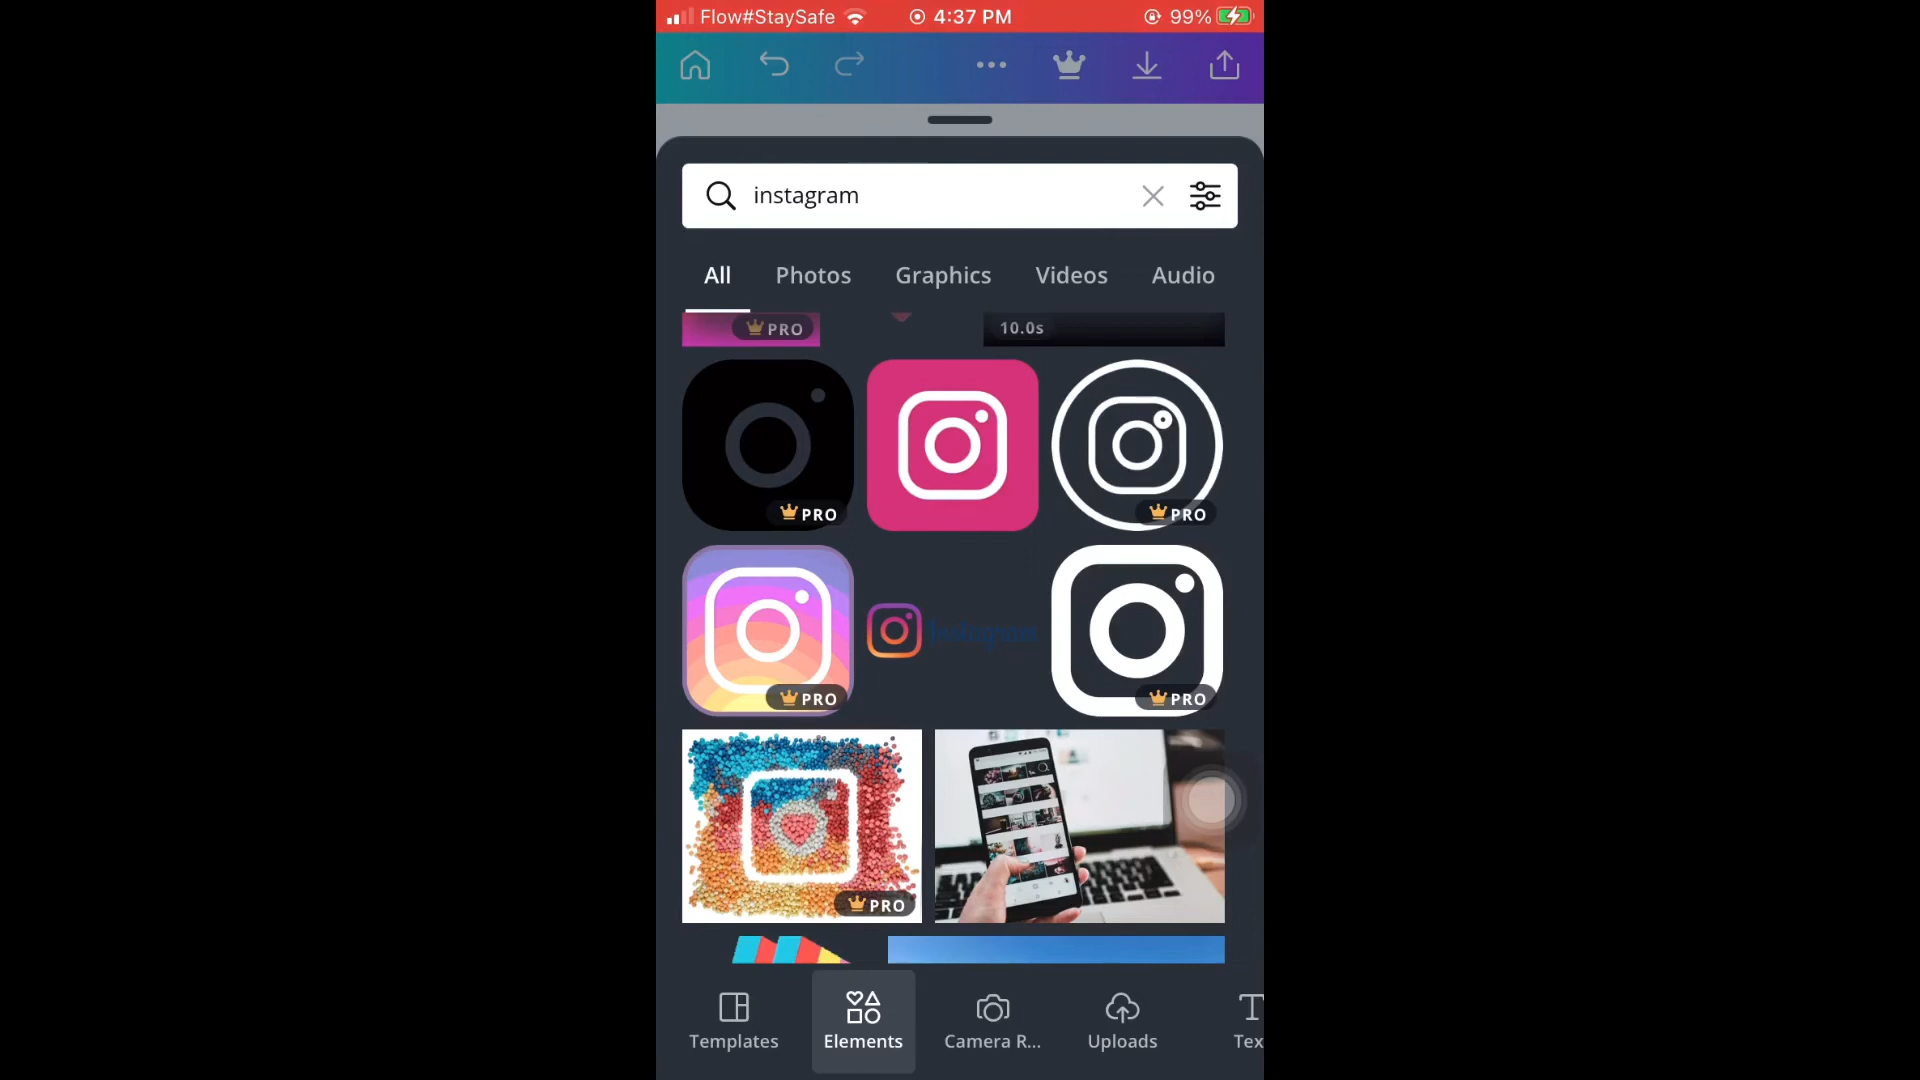 Flow#StaySafe 4:37 PM 99%
instagram
All Photos Graphics Videos Audio
PRO 10.0s
PRO PRO
Instagram
PRO PRO
PRO
Templates Elements Camera R... Uploads Tex